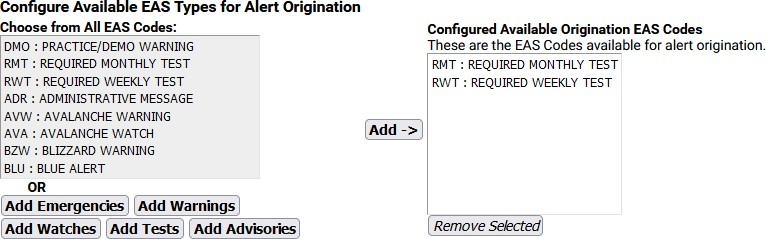 Configure Available EAS Types for Alert Origination
Choose from All EAS Codes:
DMO : PRACTICE/DEMO WARNING
RMT : REQUIRED MONTHLY TEST
RWT : REQUIRED WEEKLY TEST
ADR : ADMINISTRATIVE MESSAGE
AVW : AVALANCHE WARNING
AVA : AVALANCHE WATCH
BZW : BLIZZARD WARNING
BLU : BLUE ALERT
OR
Add Emergencies Add Warnings
Add Watches Add Tests Add Advisories
Add ->
Configured Available Origination EAS Codes
These are the EAS Codes available for alert origination.
RMT : REQUIRED MONTHLY TEST
RWT : REQUIRED WEEKLY TEST
Remove Selected